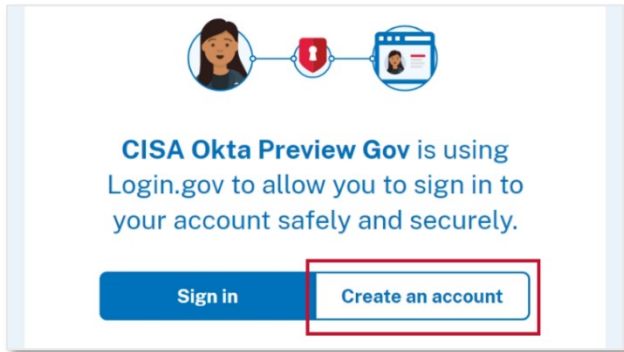 CISA Okta Preview Gov is using
Login.gov to allow you to sign in to
your account safely and securely.
Sign in
Create an account